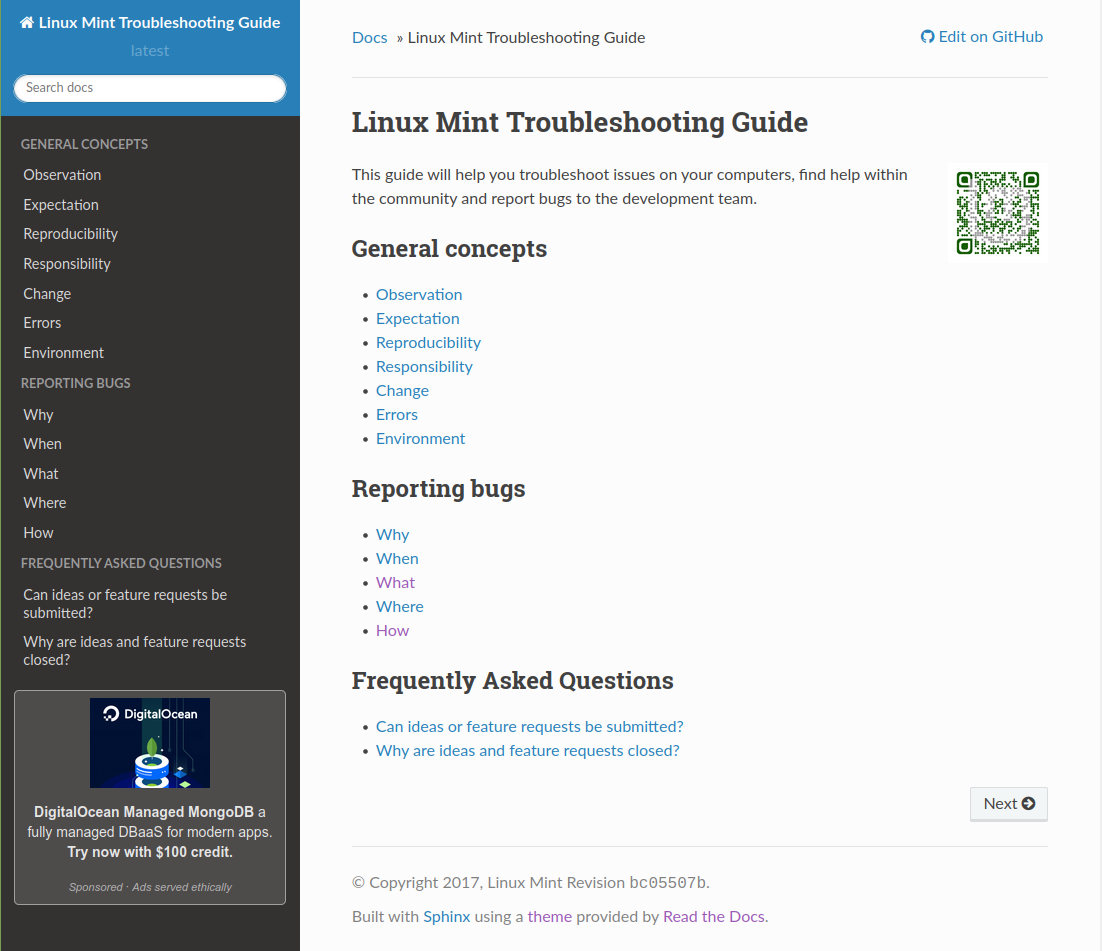 Linux Mint Troubleshooting Guide
latest
Search docs
GENERAL CONCEPTS
Observation
Expectation
Reproducibility
Responsibility
Change
Errors
Environment
REPORTING BUGS
Why
When
What
Where
How
FREQUENTLY ASKED QUESTIONS
Can ideas or feature requests be
submitted?
Why are ideas and feature requests
closed?
DigitalOcean
DigitalOcean Managed MongoDB a
fully managed DBaaS for modern apps.
Try now with $100 credit.
Sponsored · Ads served ethically
Docs » Linux Mint Troubleshooting Guide
Edit on GitHub
Linux Mint Troubleshooting Guide
This guide will help you troubleshoot issues on your computers, find help within
the community and report bugs to the development team.
General concepts
• Observation
• Expectation
• Reproducibility
• Responsibility
• Change
• Errors
• Environment
Reporting bugs
• Why
• When
• What
• Where
• How
Frequently Asked Questions
• Can ideas or feature requests be submitted?
• Why are ideas and feature requests closed?
Next
© Copyright 2017, Linux Mint Revision bc05507b.
Built with Sphinx using a theme provided by Read the Docs.